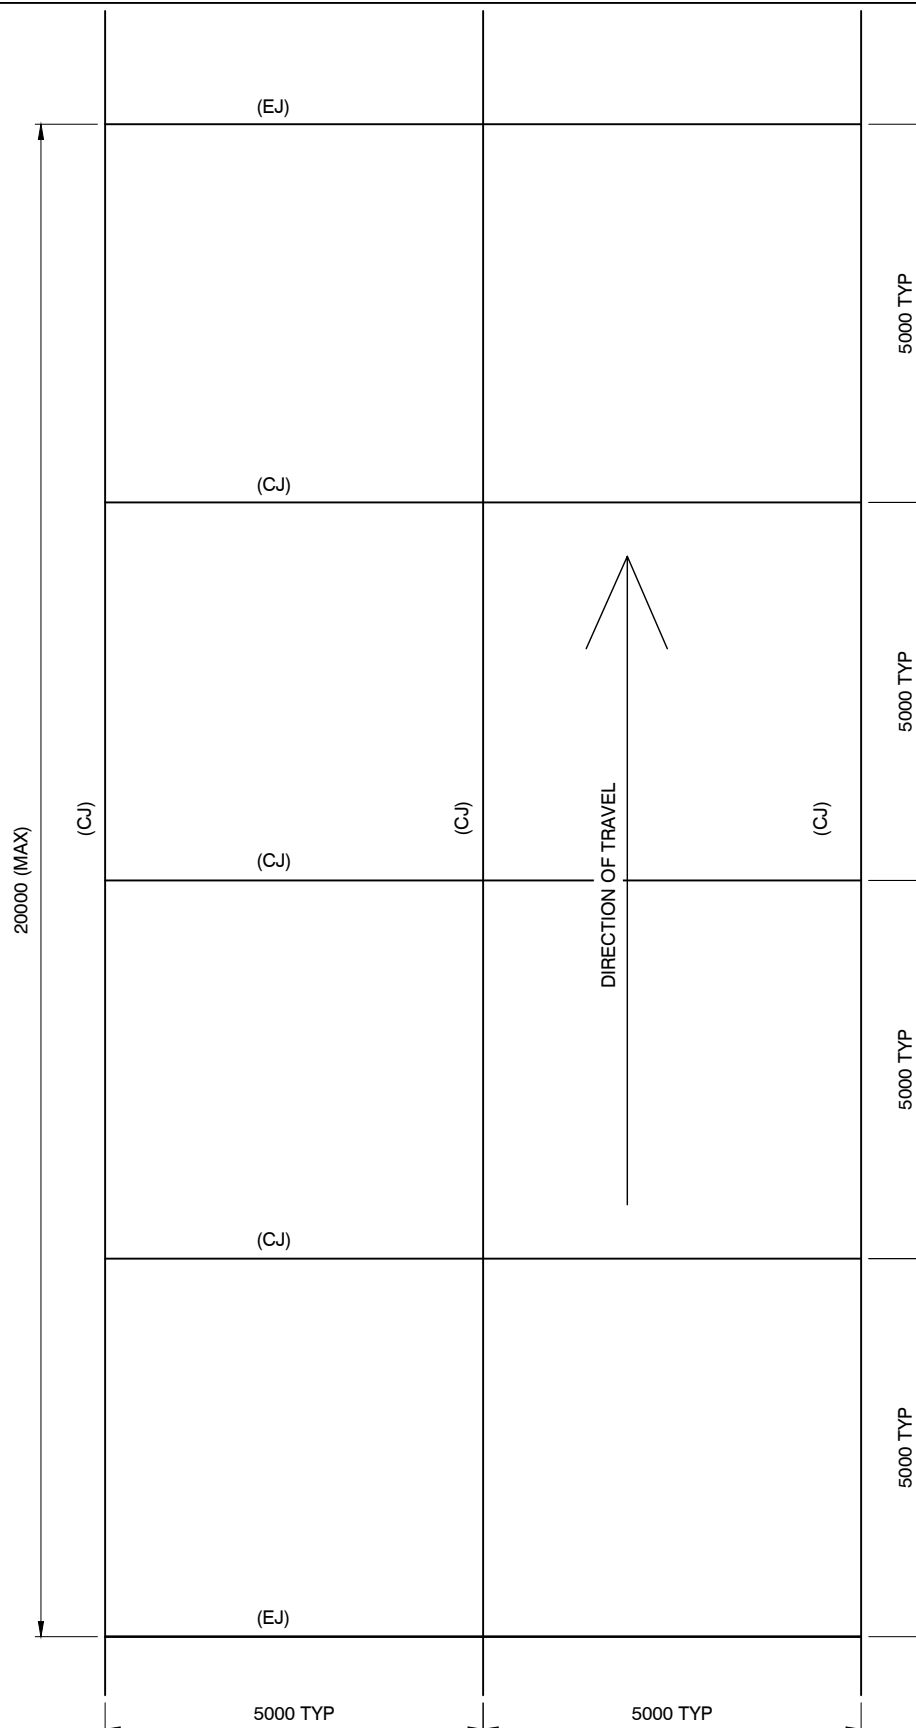 (EJ)
5000 TYP
(CJ)
5000 TYP
(CJ)
(CJ)
(CJ)
20000 (MAX)
(CJ)
DIRECTION OF TRAVEL
5000 TYP
(CJ)
5000 TYP
(EJ)
5000 TYP
5000 TYP